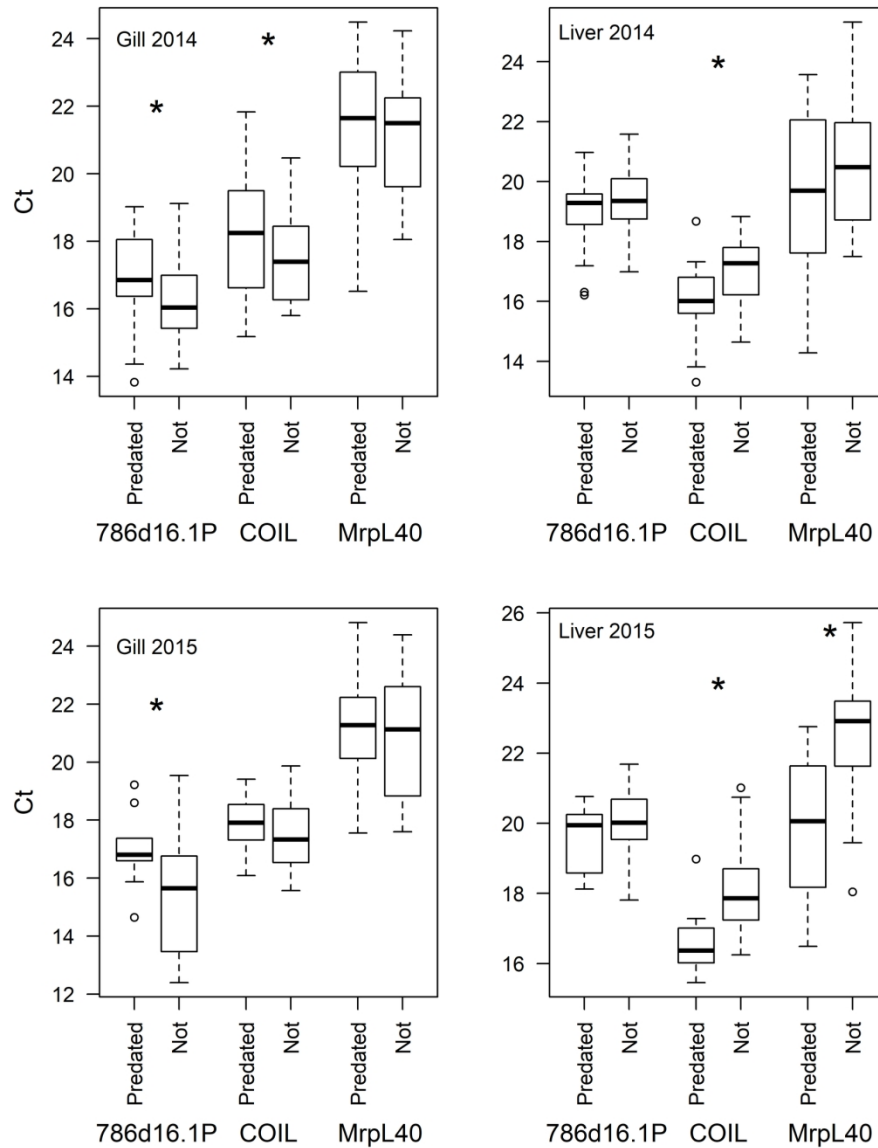 Gill 2014
*
*
Ct
24
22
20
18
16
14
Predated
Not
Predated
Not
Predated
Not
786d16.1P COIL MrpL40
Liver 2014
*
24
22
20
18
16
14
Predated
Not
Predated
Not
Predated
Not
786d16.1P COIL MrpL40
Gill 2015
*
Ct
24
22
20
18
16
14
12
Predated
Not
Predated
Not
Predated
Not
786d16.1P COIL MrpL40
Liver 2015
*
*
26
24
22
20
18
16
Predated
Not
Predated
Not
Predated
Not
786d16.1P COIL MrpL40